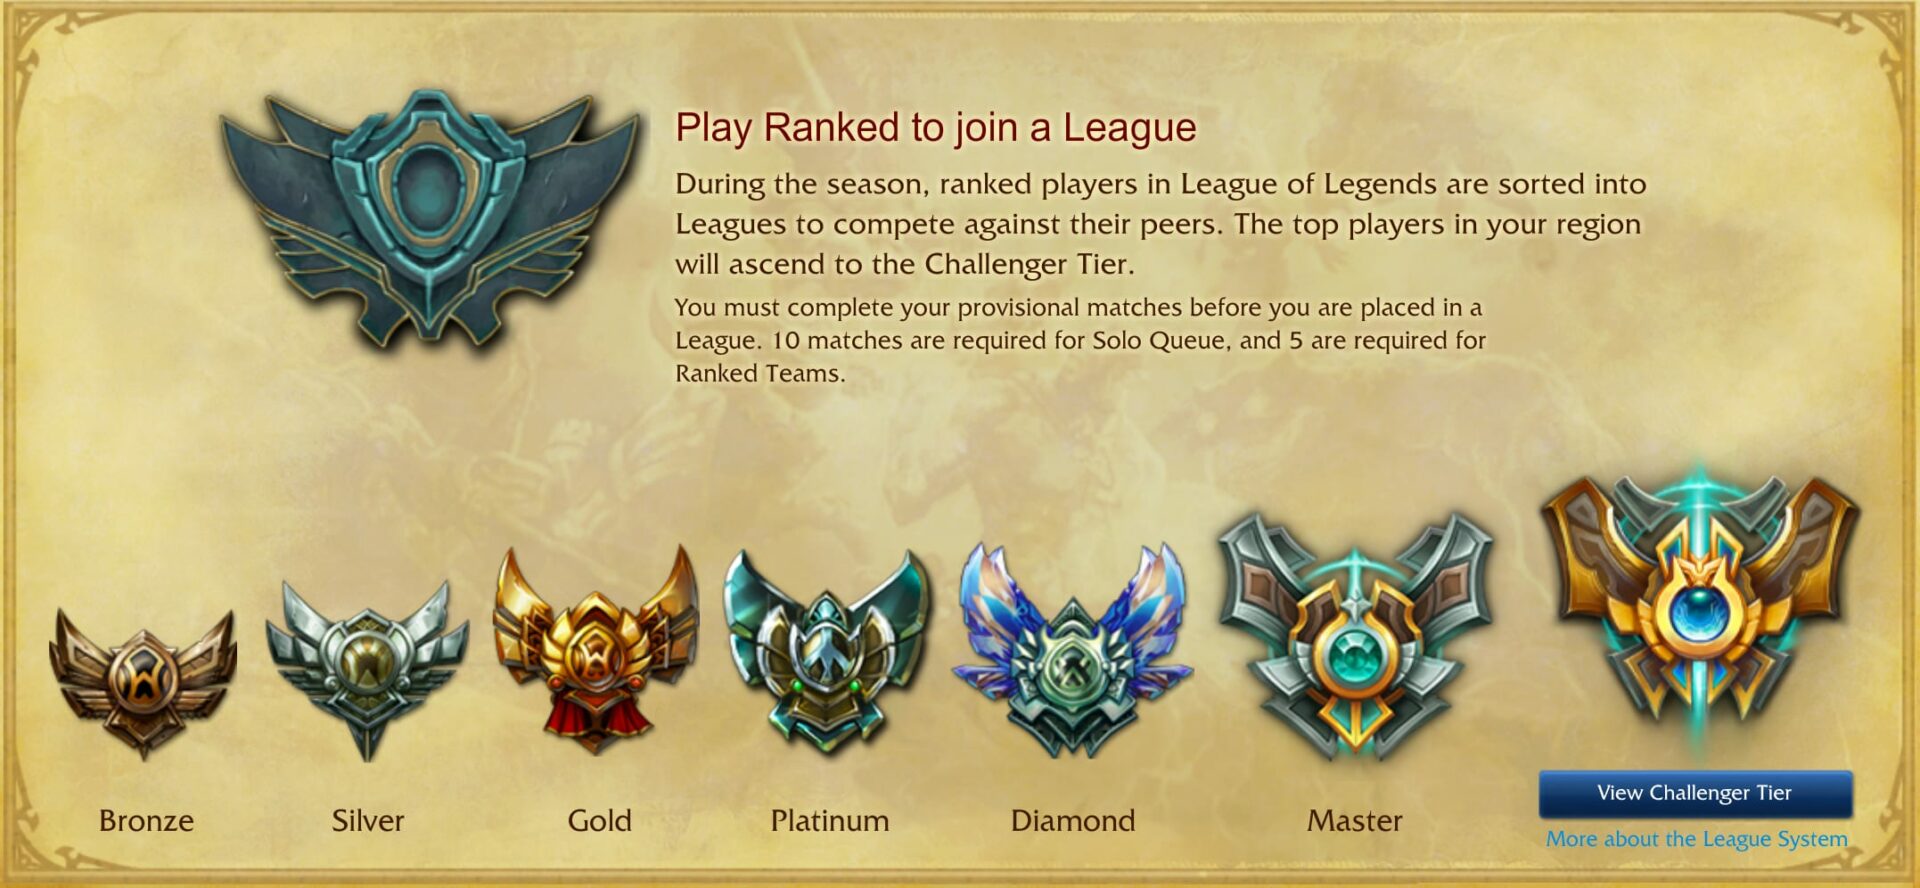 Play Ranked to join a League
During the season, ranked players in League of Legends are sorted into
Leagues to compete against their peers. The top players in your region
will ascend to the Challenger Tier.
You must complete your provisional matches before you are placed in a
League. 10 matches are required for Solo Queue, and 5 are required for
Ranked Teams.
Bronze
Silver
Gold
Platinum
Diamond
Master
View Challenger Tier
More about the League System